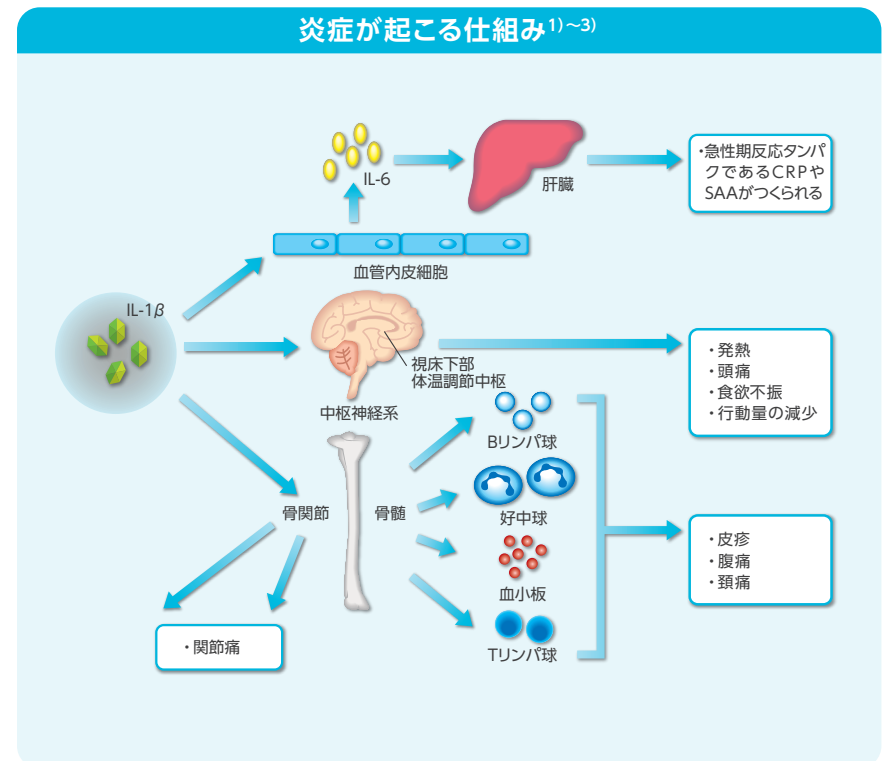 炎症が起こる仕組み1)~3)
IL-6
肝臓
・急性期反応タンパ
クであるCRPや
SAAがつくられる
血管内皮細胞
IL-1β
視床下部
体温調節中枢
中枢神経系
・発熱
・頭痛
・食欲不振
・行動量の減少
Bリンパ球
骨関節
骨髄
好中球
血小板
Tリンパ球
・皮疹
・腹痛
・頚痛
・関節痛